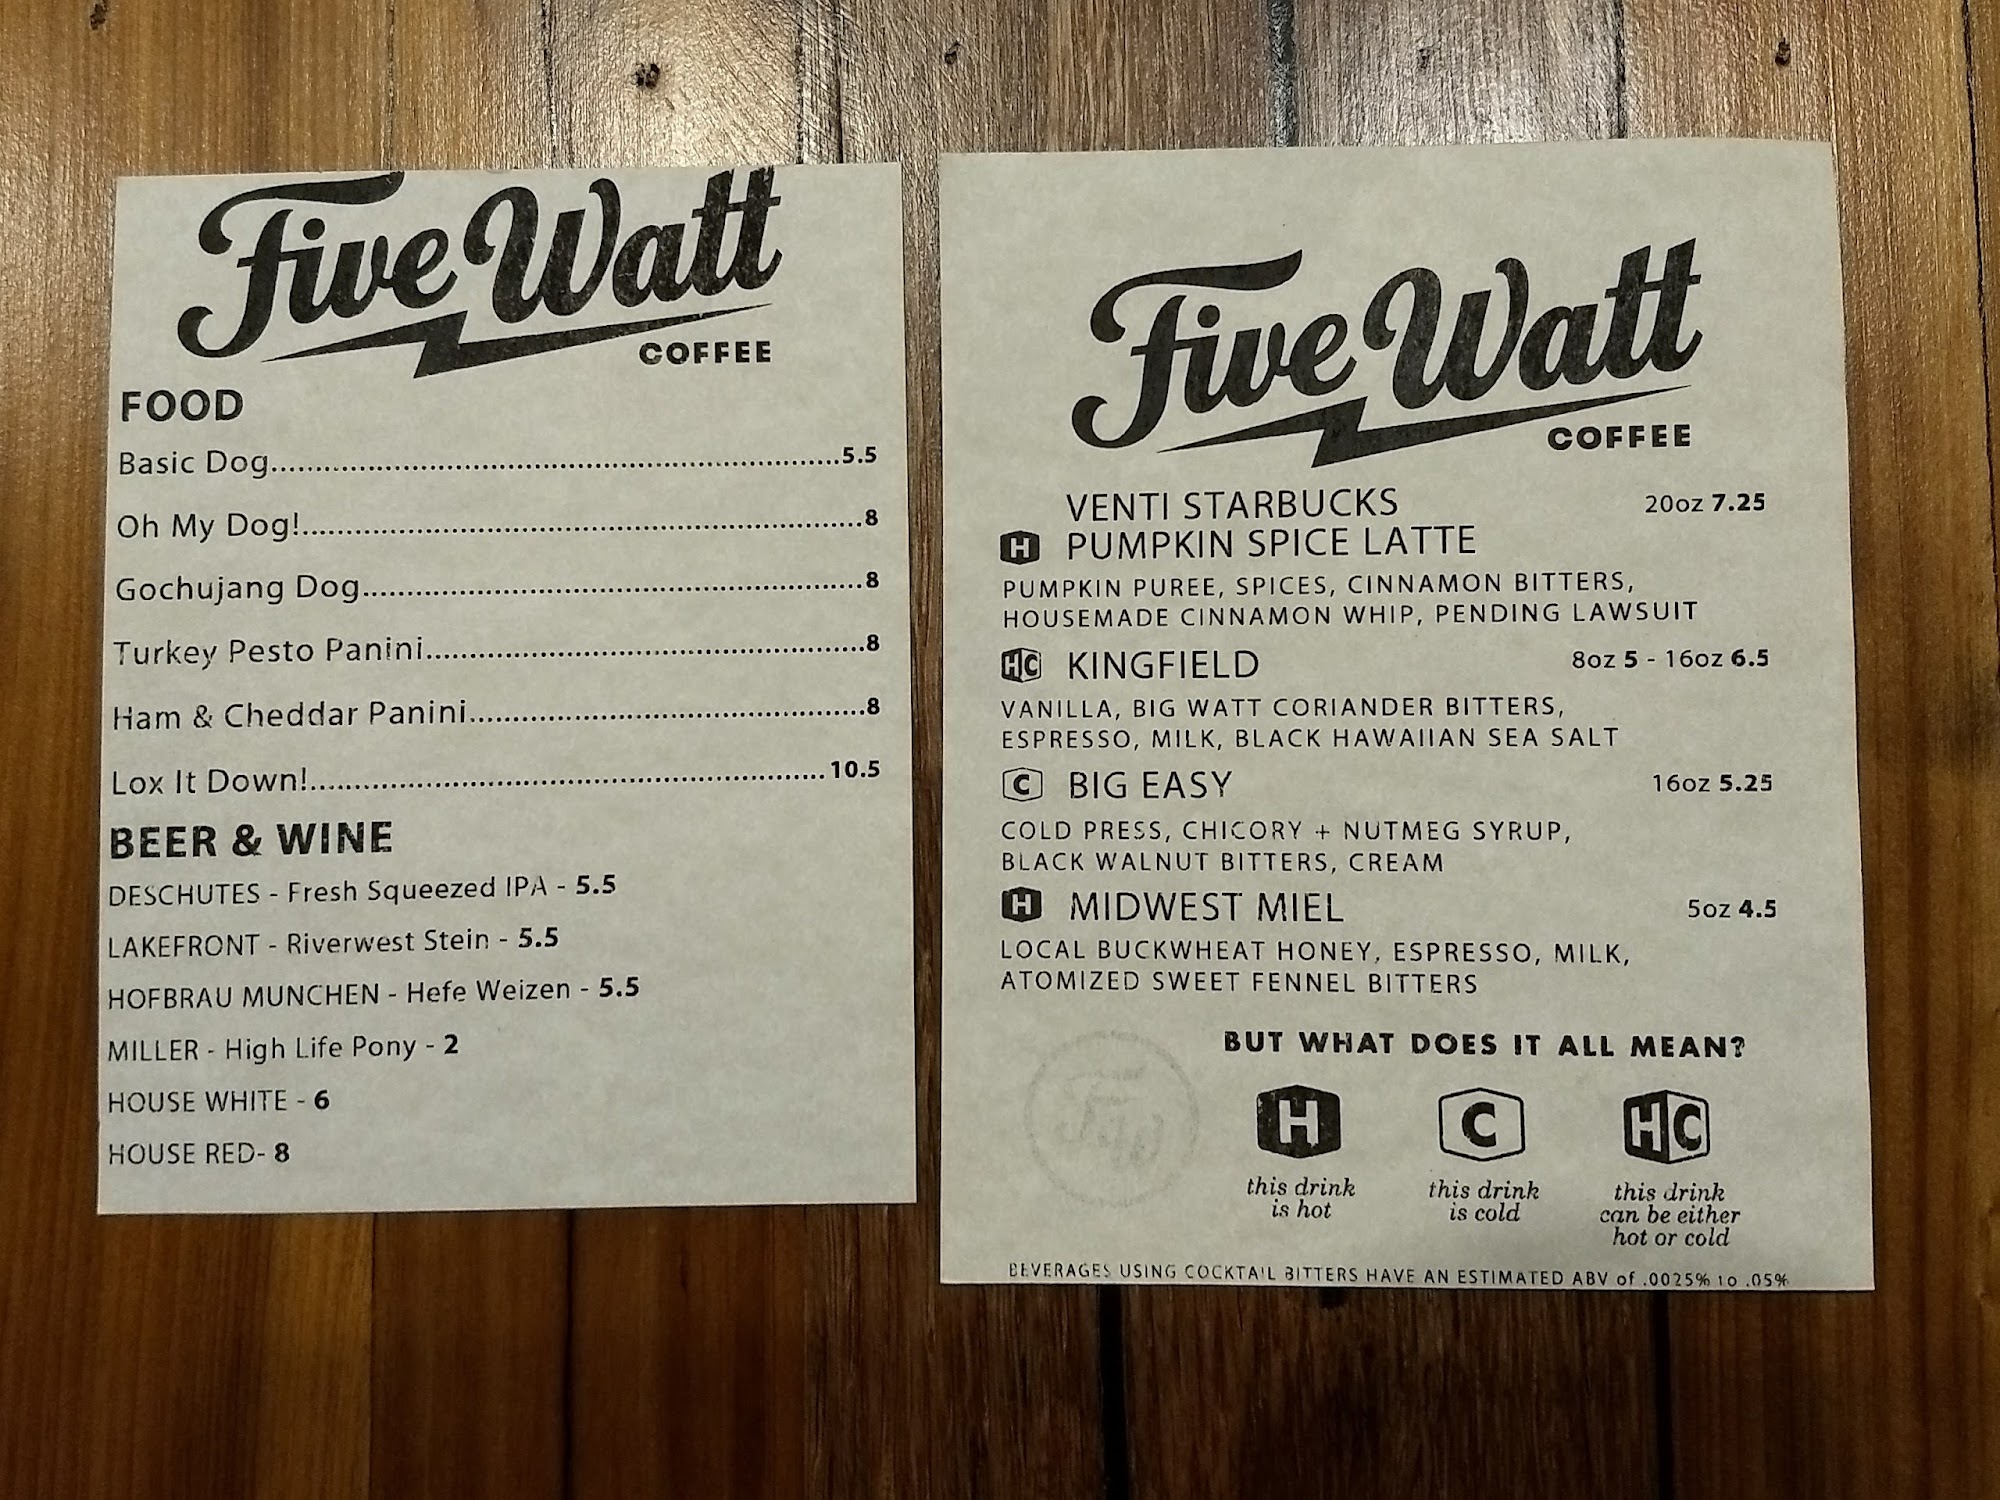 Five Watt
COFFEE
FOOD
Basic Dog................................................................5.5
Oh My Dog!...............................................................8
Gochujang Dog.........................................................8
Turkey Pesto Panini..................................................8
Ham & Cheddar Panini.............................................8
Lox It Down!...........................................................10.5
BEER & WINE
DESCHUTES - Fresh Squeezed IPA - 5.5
LAKEFRONT - Riverwest Stein - 5.5
HOFBRAU MUNCHEN - Hefe Weizen - 5.5
MILLER - High Life Pony - 2
HOUSE WHITE - 6
HOUSE RED- 8
Five Watt
COFFEE
VENTI STARBUCKS 20oz 7.25
H PUMPKIN SPICE LATTE
PUMPKIN PUREE, SPICES, CINNAMON BITTERS,
HOUSEMADE CINNAMON WHIP, PENDING LAWSUIT
HC KINGFIELD 8oz 5 - 16oz 6.5
VANILLA, BIG WATT CORIANDER BITTERS,
ESPRESSO, MILK, BLACK HAWAIIAN SEA SALT
C BIG EASY 16oz 5.25
COLD PRESS, CHICORY + NUTMEG SYRUP,
BLACK WALNUT BITTERS, CREAM
H MIDWEST MIEL 5oz 4.5
LOCAL BUCKWHEAT HONEY, ESPRESSO, MILK,
ATOMIZED SWEET FENNEL BITTERS
BUT WHAT DOES IT ALL MEAN?
H C HC
this drink this drink this drink
is hot is cold can be either
hot or cold
BEVERAGES USING COCKTAIL BITTERS HAVE AN ESTIMATED ABV of .0025% to .05%